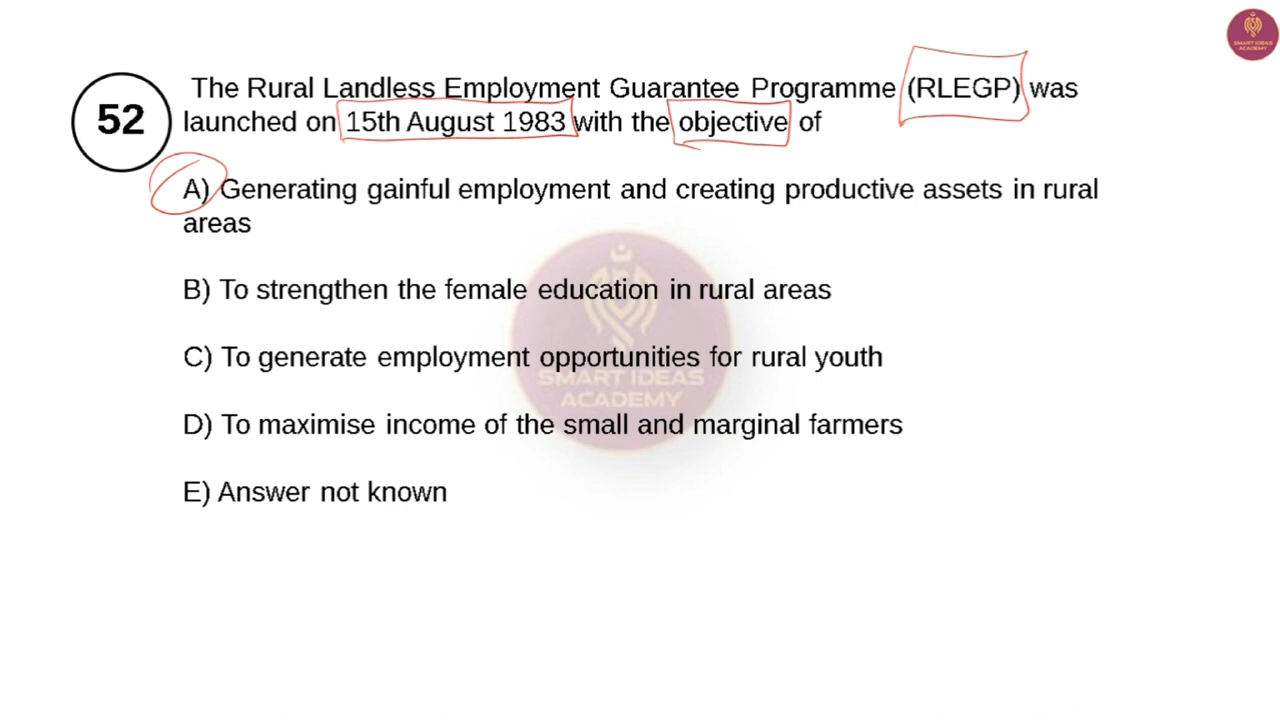 SMART IDEAS
ACADEMY
52
The Rural Landless Employment Guarantee Programme (RLEGP) was
launched on 15th August 1983 with the objective of
A) Generating gainful employment and creating productive assets in rural
areas
B) To strengthen the female education in rural areas
C) To generate employment opportunities for rural youth
SMART IDEAS
ACADEMY
D) To maximise income of the small and marginal farmers
E) Answer not known